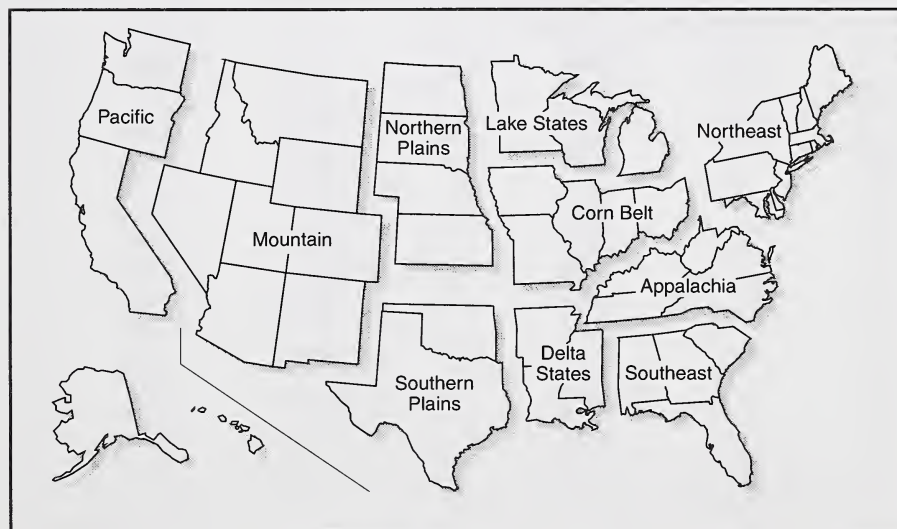 Pacific
Northern
Plains
Lake States
Northeast
Mountain
Corn Belt
Appalachia
Southern
Plains
Delta
States
Southeast